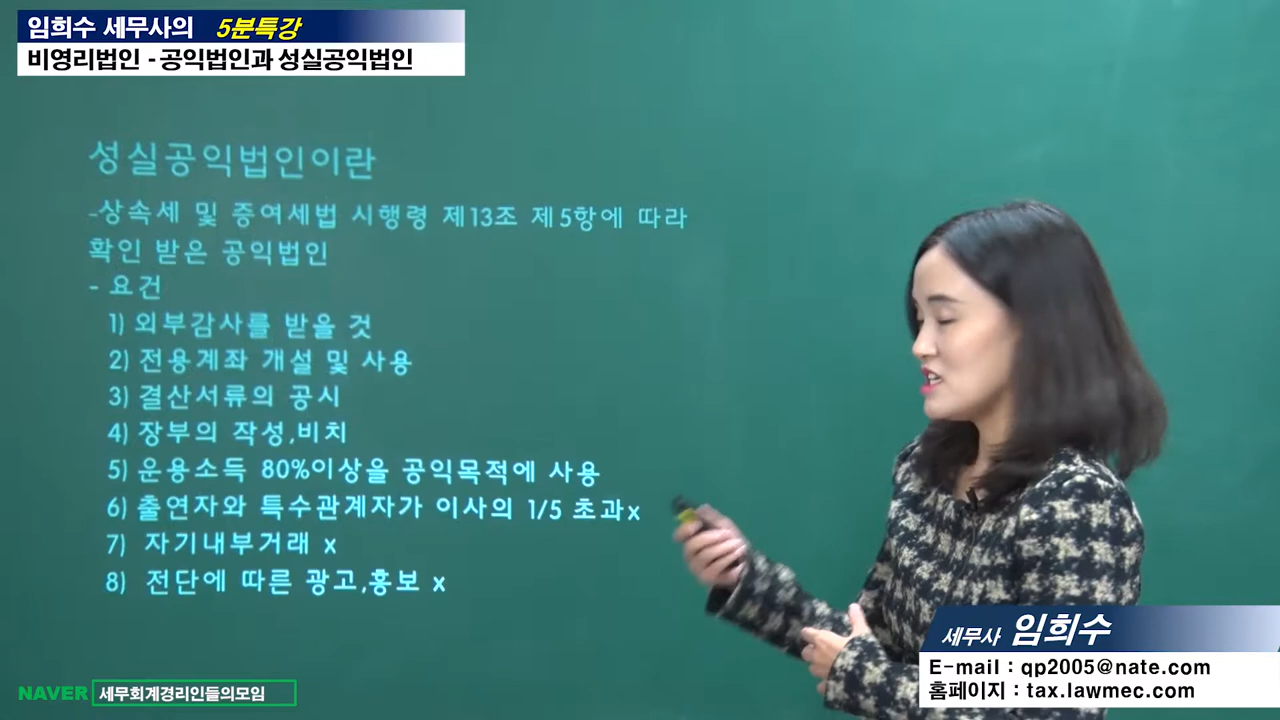 임희수 세무사의 5분특강
비영리법인 - 공익법인과 성실공익법인
성실공익법인이란
-상속세 및 증여세법 시행령 제13조 제5항에 따라
확인 받은 공익법인
- 요건
1) 외부감사를 받을 것
2) 전용계좌 개설 및 사용
3) 결산서류의 공시
4) 장부의 작성,비치
5) 운용소득 80%이상을 공익목적에 사용
6) 출연자와 특수관계자가 이사의 1/5 초과x
7) 자기내부거래 x
8) 전단에 따른 광고,홍보 x
세무사 임희수
E-mail : qp2005@nate.com
홈페이지 : tax.lawmec.com
NAVER 세무회계경리인들의모임